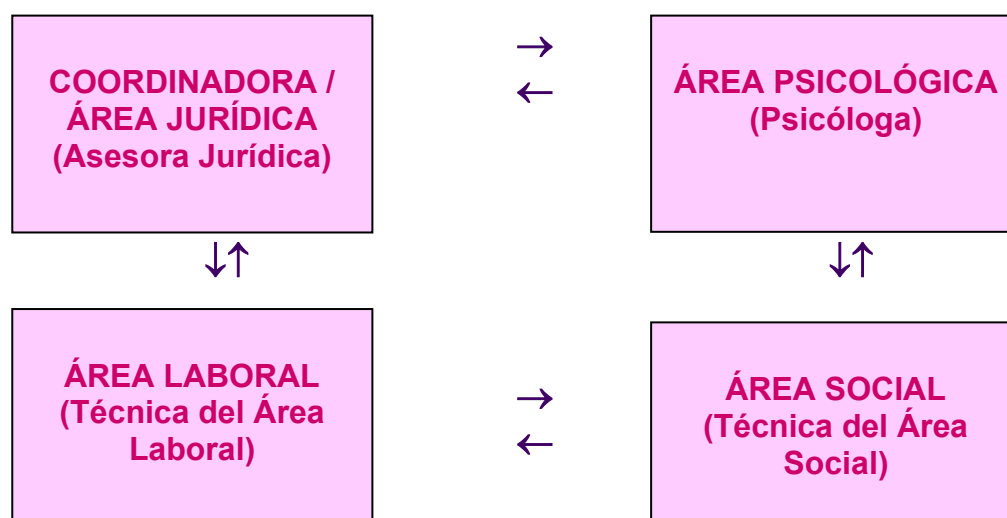 COORDINADORA /
ÁREA JURÍDICA
(Asesora Jurídica)
→
←
ÁREA PSICOLÓGICA
(Psicóloga)
↓↑
↓↑
ÁREA LABORAL
(Técnica del Área
Laboral)
→
←
ÁREA SOCIAL
(Técnica del Área
Social)